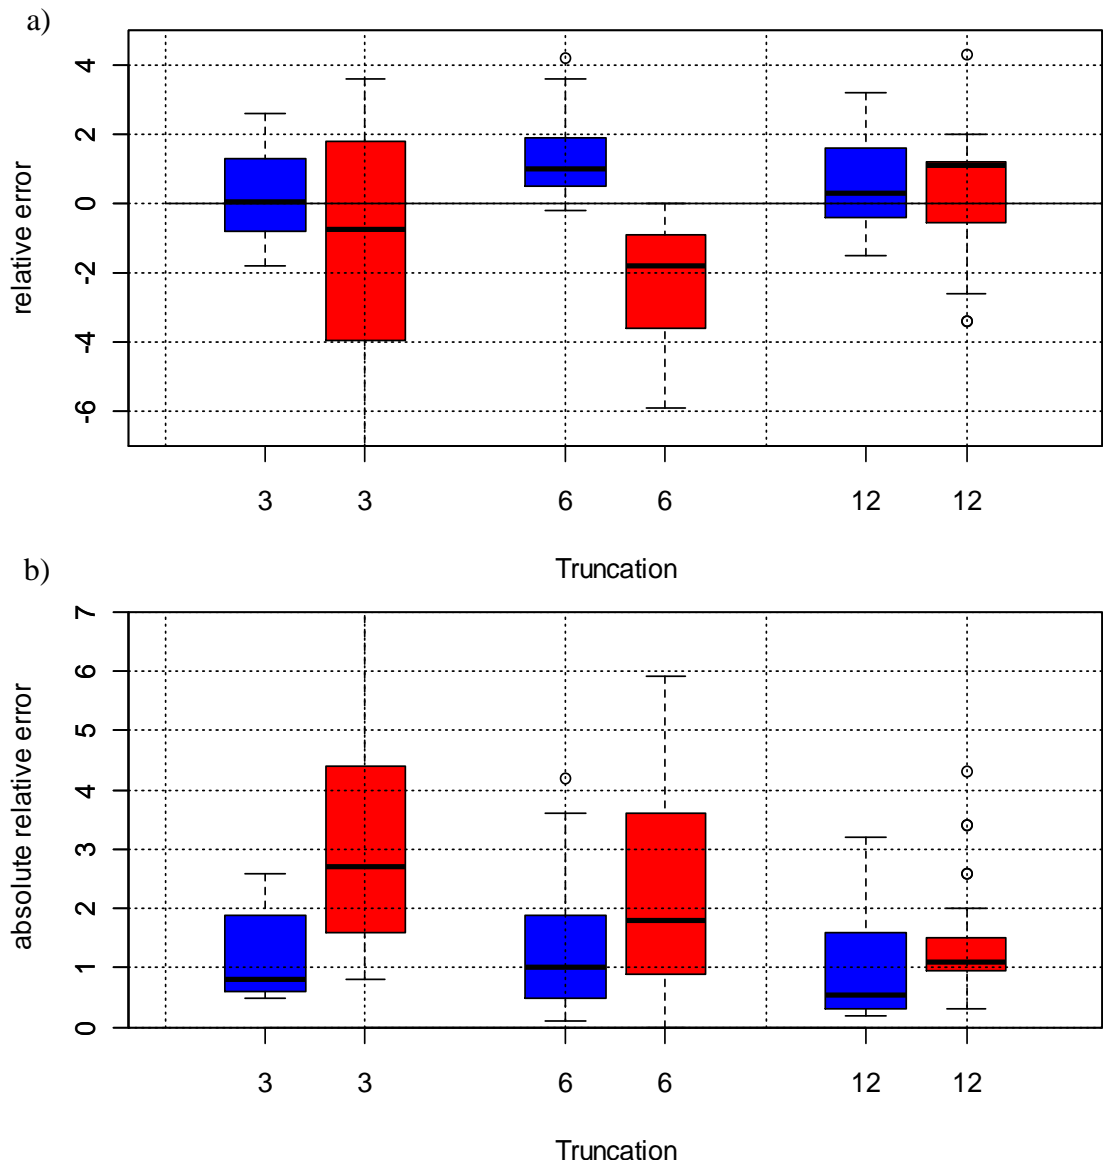 a)
4
2
0
-2
-4
-6
relative error
3 3 6 6 12 12
Truncation
b)
7
6
5
4
3
2
1
0
absolute relative error
3 3 6 6 12 12
Truncation